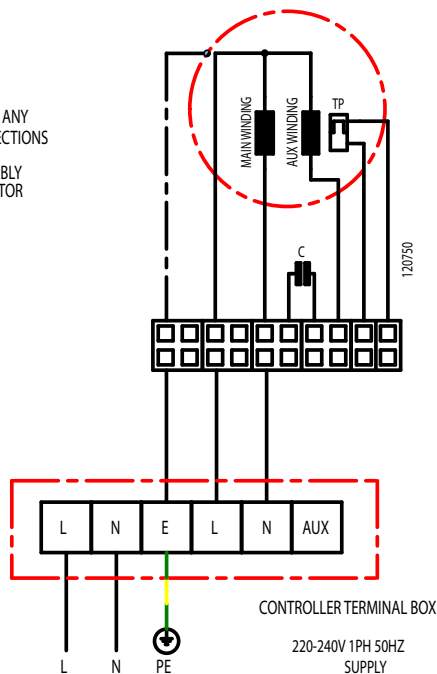 ANY
ECTIONS
BLY
TOR
MAIN WINDING
AUX WINDING
TP
C
120750
L N E L N AUX
CONTROLLER TERMINAL BOX
L N PE
220-240V 1PH 50HZ
SUPPLY